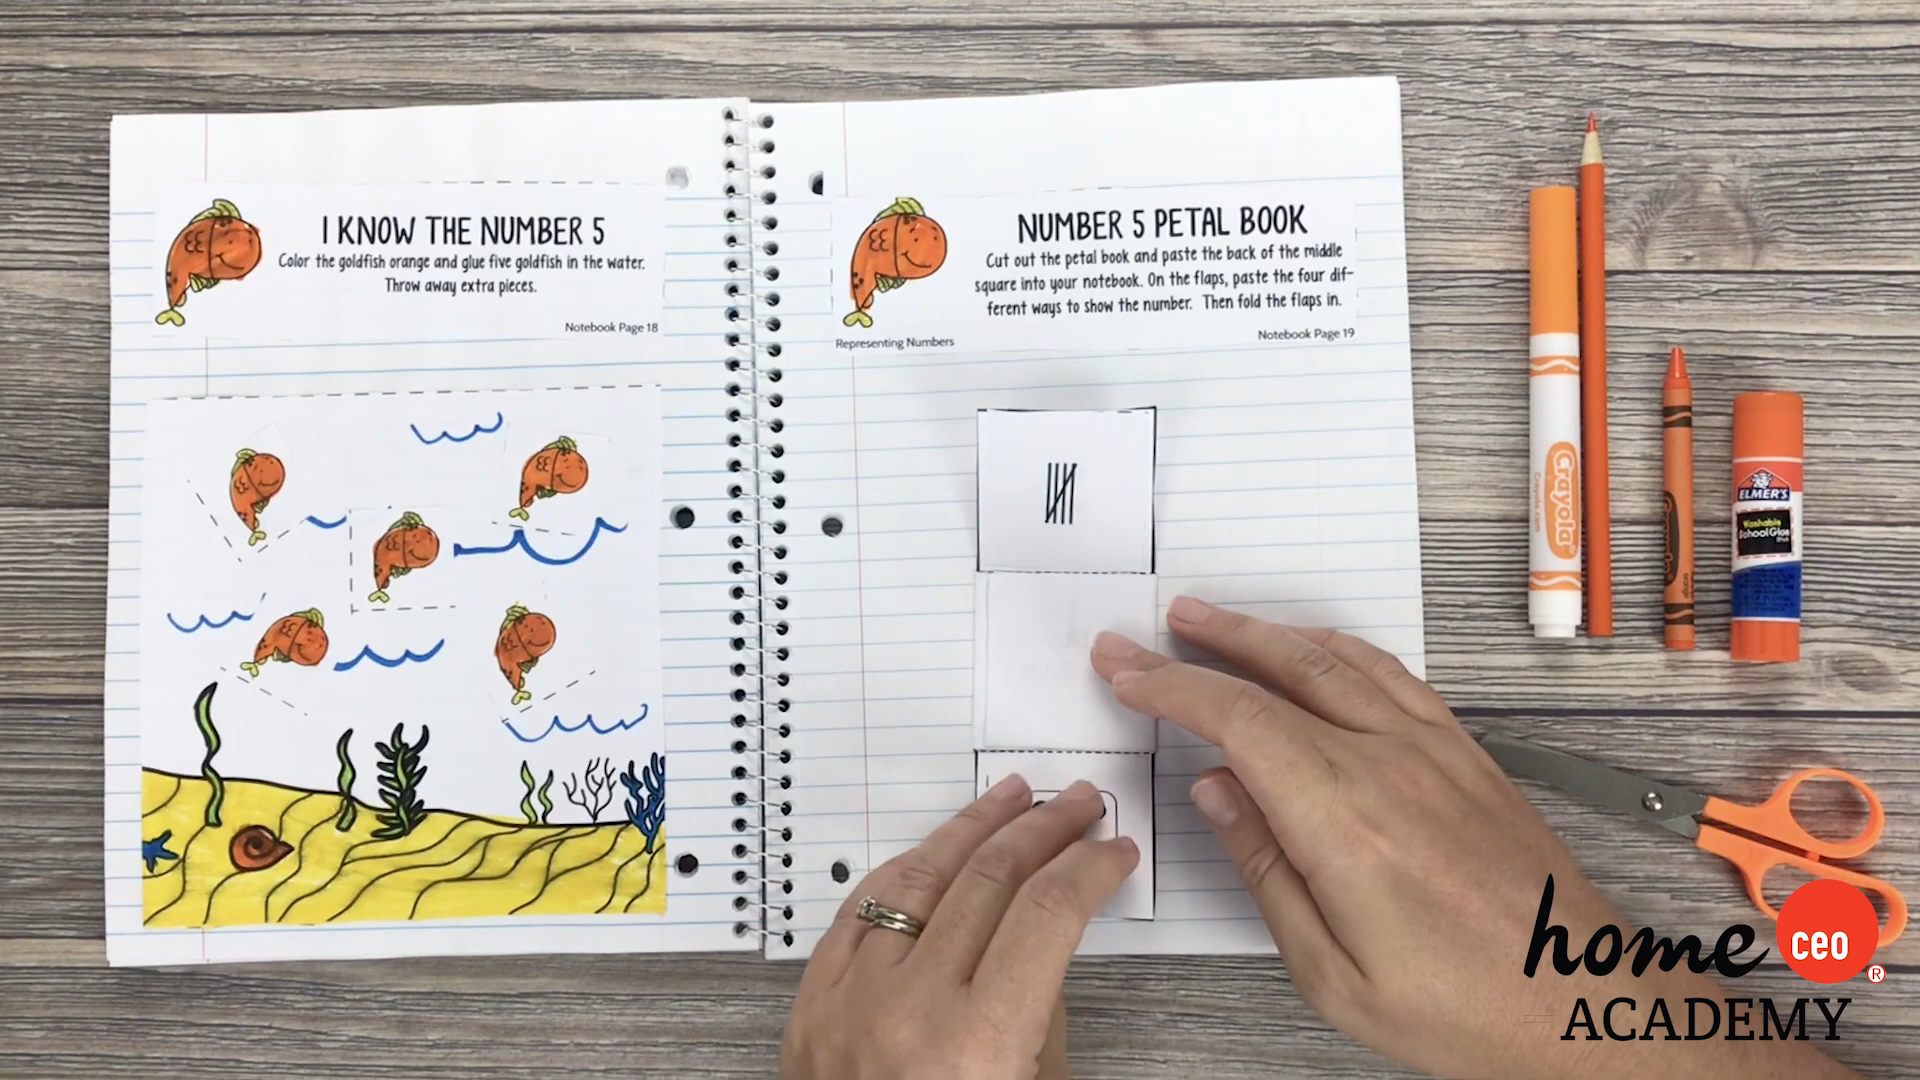 I KNOW THE NUMBER 5
Color the goldfish orange and glue five goldfish in the water.
Throw away extra pieces.
Notebook Page 18
NUMBER 5 PETAL BOOK
Cut out the petal book and paste the back of the middle
square into your notebook. On the flaps, paste the four dif-
ferent ways to show the number. Then fold the flaps in.
Representing Numbers
Notebook Page 19
Crayola
ELMER'S
Washable
School Glue
home ceo ®
ACADEMY